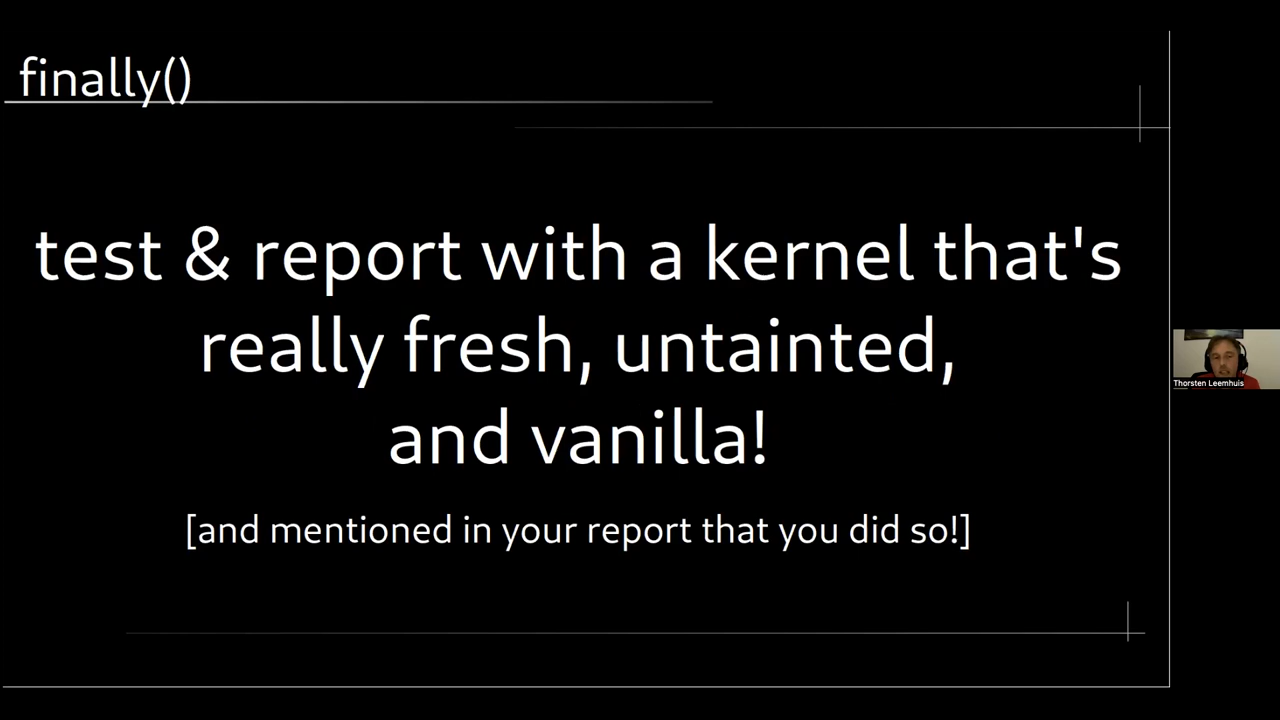 finally()
test & report with a kernel that's
really fresh, untainted,
and vanilla!
[and mentioned in your report that you did so!]
Thorsten Leemhuis